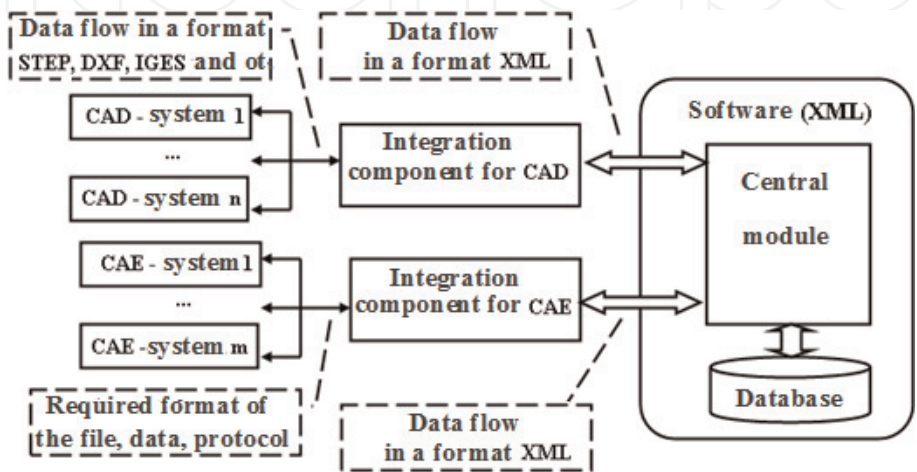 Data flow in a format
STEP, DXF, IGES and ot-
Data flow
in a format XML
CAD - system 1
...
CAD - system n
Integration
component for CAD
Software (XML)
Central
module
CAE - system 1
...
CAE -system m
Integration
component for CAE
Database
Required format of
the file, data, protocol
Data flow
in a format XML